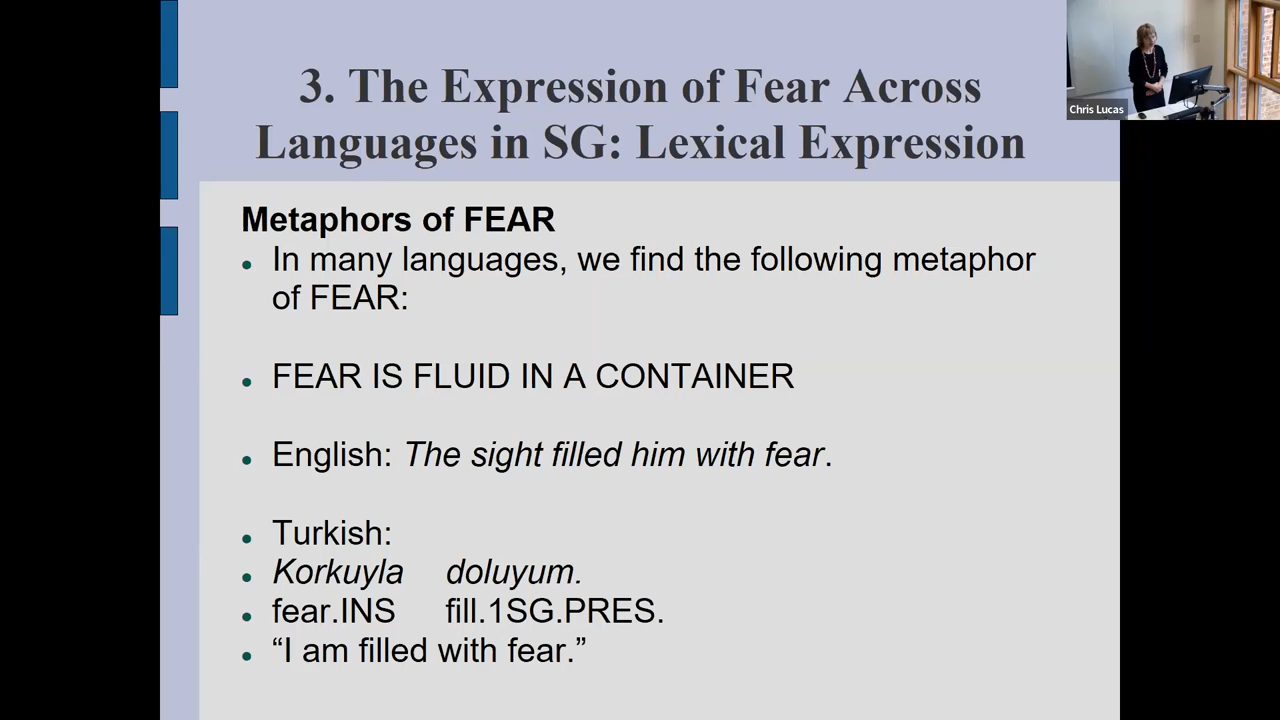 3. The Expression of Fear Across
Languages in SG: Lexical Expression
Chris Lucas
Metaphors of FEAR
• In many languages, we find the following metaphor
of FEAR:
• FEAR IS FLUID IN A CONTAINER
• English: The sight filled him with fear.
• Turkish:
• Korkuyla doluyum.
• fear.INS fill.1SG.PRES.
• “I am filled with fear.”